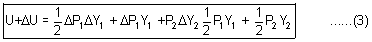 U+ΔU = 1/2 ΔP₁ΔY₁ + ΔP₁Y₁ +P₂ΔY₂ 1/2 P₁Y₁ + 1/2 P₂ Y₂ ......(3)